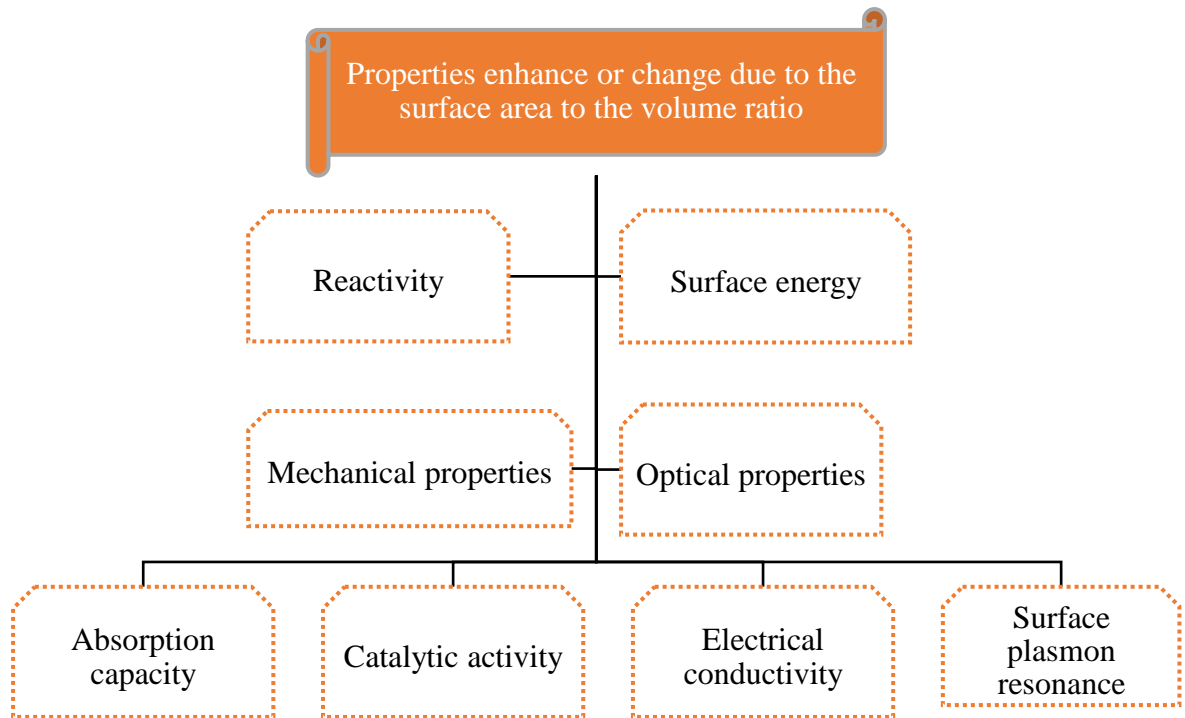 Properties enhance or change due to the
surface area to the volume ratio
Reactivity
Surface energy
Mechanical properties
Optical properties
Absorption
capacity
Catalytic activity
Electrical
conductivity
Surface
plasmon
resonance